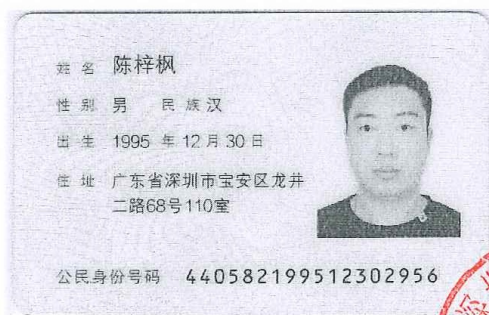 姓名 陈梓枫
性别 男 民族 汉
出生 1995 年 12 月 30 日
住址 广东省深圳市宝安区龙井
二路68号110室
公民身份号码 440582199512302956